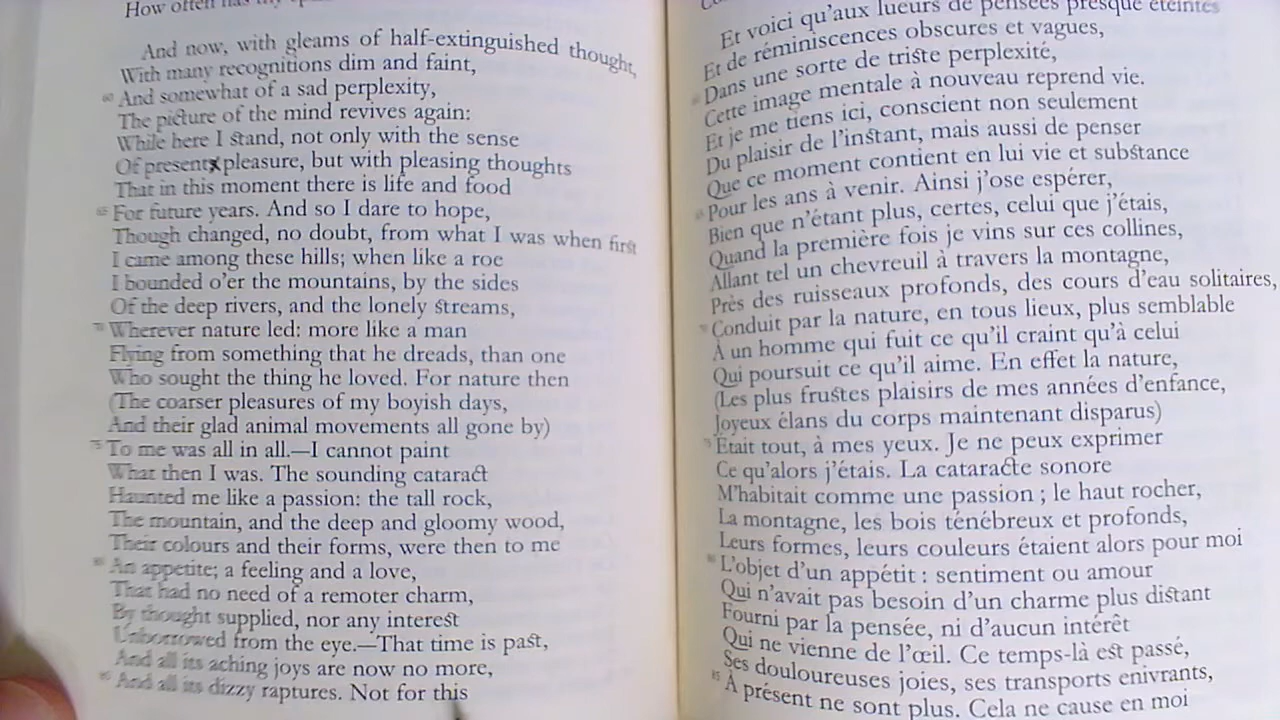 How often has my
And now, with gleams of half-extinguished thought,
With many recognitions dim and faint,
60 And somewhat of a sad perplexity,
The picture of the mind revives again:
While here I stand, not only with the sense
Of present pleasure, but with pleasing thoughts
That in this moment there is life and food
65 For future years. And so I dare to hope,
Though changed, no doubt, from what I was when first
I came among these hills; when like a roe
I bounded o'er the mountains, by the sides
Of the deep rivers, and the lonely streams,
70 Wherever nature led: more like a man
Flying from something that he dreads, than one
Who sought the thing he loved. For nature then
(The coarser pleasures of my boyish days,
And their glad animal movements all gone by)
75 To me was all in all.—I cannot paint
What then I was. The sounding cataract
Haunted me like a passion: the tall rock,
The mountain, and the deep and gloomy wood,
Their colours and their forms, were then to me
80 An appetite; a feeling and a love,
That had no need of a remoter charm,
By thought supplied, nor any interest
Unborrowed from the eye.—That time is past,
And all its aching joys are now no more,
85 And all its dizzy raptures. Not for this
Et voici qu'aux lueurs de pensées presque éteintes
Et de réminiscences obscures et vagues,
60 Dans une sorte de triste perplexité,
Cette image mentale à nouveau reprend vie.
Et je me tiens ici, conscient non seulement
Du plaisir de l'instant, mais aussi de penser
Que ce moment contient en lui vie et substance
65 Pour les ans à venir. Ainsi j'ose espérer,
Bien que n'étant plus, certes, celui que j'étais,
Quand la première fois je vins sur ces collines,
Allant tel un chevreuil à travers la montagne,
Près des ruisseaux profonds, des cours d'eau solitaires,
70 Conduit par la nature, en tous lieux, plus semblable
À un homme qui fuit ce qu'il craint qu'à celui
Qui poursuit ce qu'il aime. En effet la nature,
(Les plus frustes plaisirs de mes années d'enfance,
Joyeux élans du corps maintenant disparus)
75 Était tout, à mes yeux. Je ne peux exprimer
Ce qu'alors j'étais. La cataracte sonore
M'habitait comme une passion ; le haut rocher,
La montagne, les bois ténébreux et profonds,
Leurs formes, leurs couleurs étaient alors pour moi
80 L'objet d'un appétit : sentiment ou amour
Qui n'avait pas besoin d'un charme plus distant
Fourni par la pensée, ni d'aucun intérêt
Qui ne vienne de l'œil. Ce temps-là est passé,
Ses douloureuses joies, ses transports enivrants,
85 À présent ne sont plus. Cela ne cause en moi